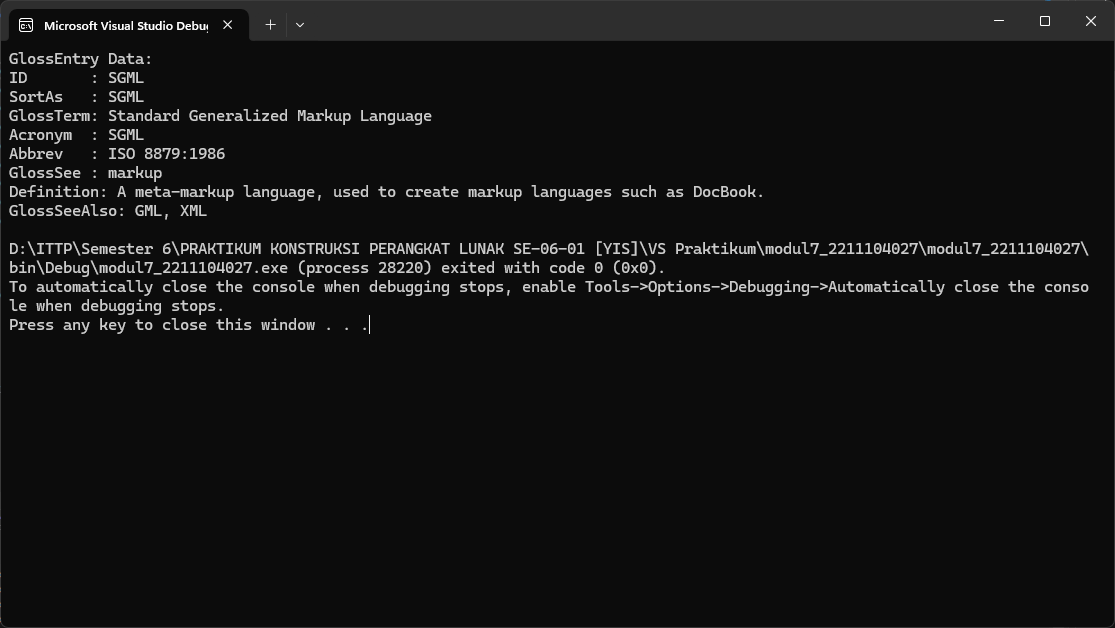 Microsoft Visual Studio Debug
GlossEntry Data:
ID       : SGML
SortAs   : SGML
GlossTerm: Standard Generalized Markup Language
Acronym  : SGML
Abbrev   : ISO 8879:1986
GlossSee : markup
Definition: A meta-markup language, used to create markup languages such as DocBook.
GlossSeeAlso: GML, XML
D:\ITTP\Semester 6\PRAKTIKUM KONSTRUKSI PERANGKAT LUNAK SE-06-01 [YIS]\VS Praktikum\modul7_2211104027\modul7_2211104027\
bin\Debug\modul7_2211104027.exe (process 28220) exited with code 0 (0x0).
To automatically close the console when debugging stops, enable Tools->Options->Debugging->Automatically close the conso
le when debugging stops.
Press any key to close this window . . .